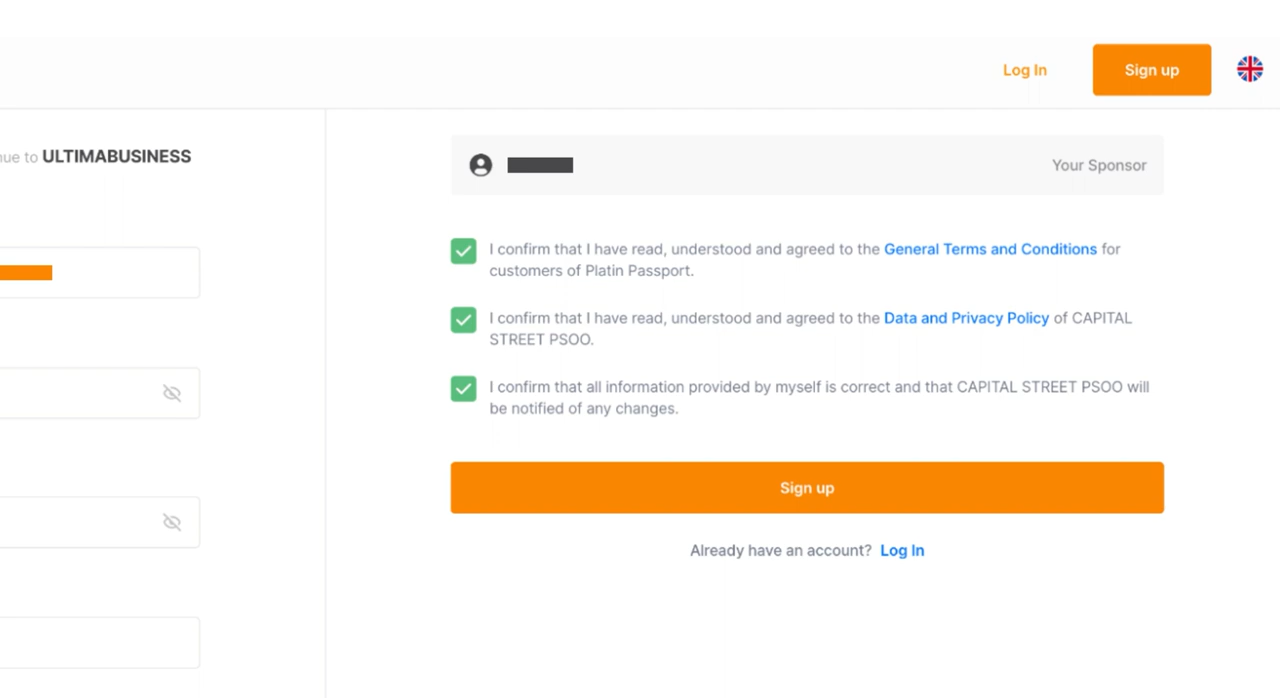 Log In
Sign up
nue to ULTIMABUSINESS
Your Sponsor
I confirm that I have read, understood and agreed to the General Terms and Conditions for
customers of Platin Passport.
I confirm that I have read, understood and agreed to the Data and Privacy Policy of CAPITAL
STREET PSOO.
I confirm that all information provided by myself is correct and that CAPITAL STREET PSOO will
be notified of any changes.
Sign up
Already have an account? Log In